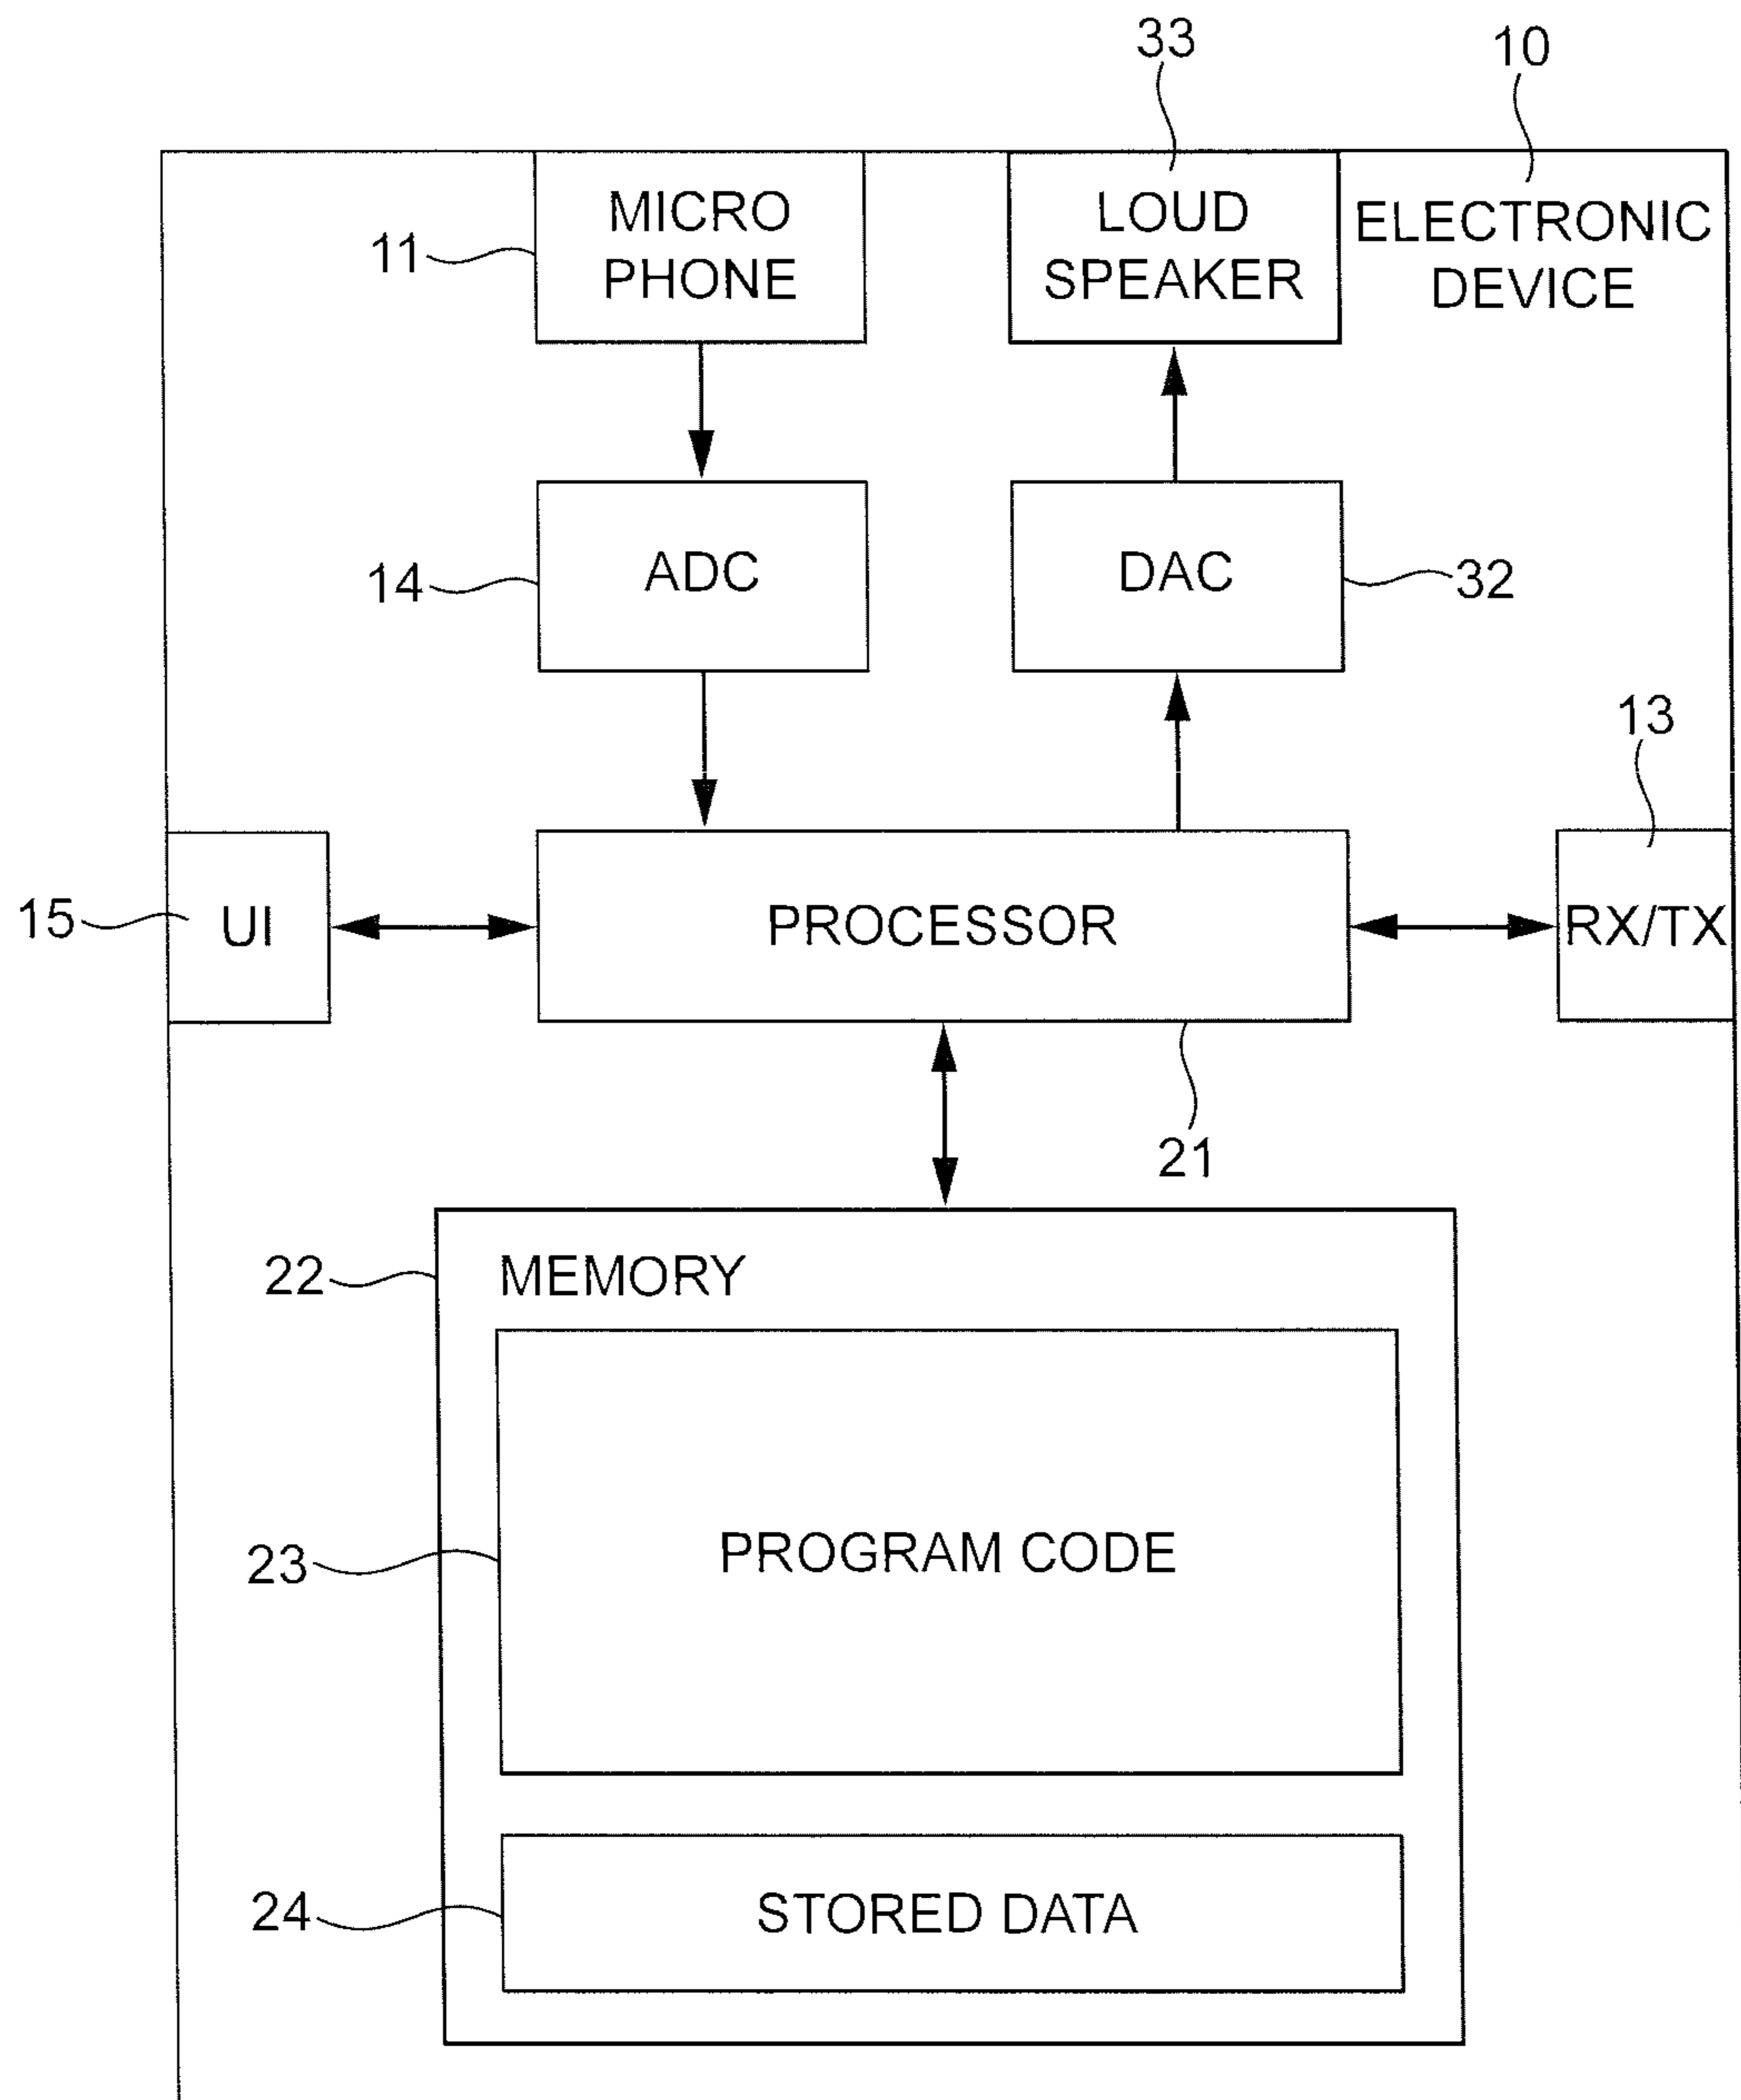 33
10
MICRO
PHONE
LOUD
SPEAKER
ELECTRONIC
DEVICE
11
ADC
DAC
14
32
13
15
UI
PROCESSOR
RX/TX
21
22
MEMORY
23
PROGRAM CODE
24
STORED DATA